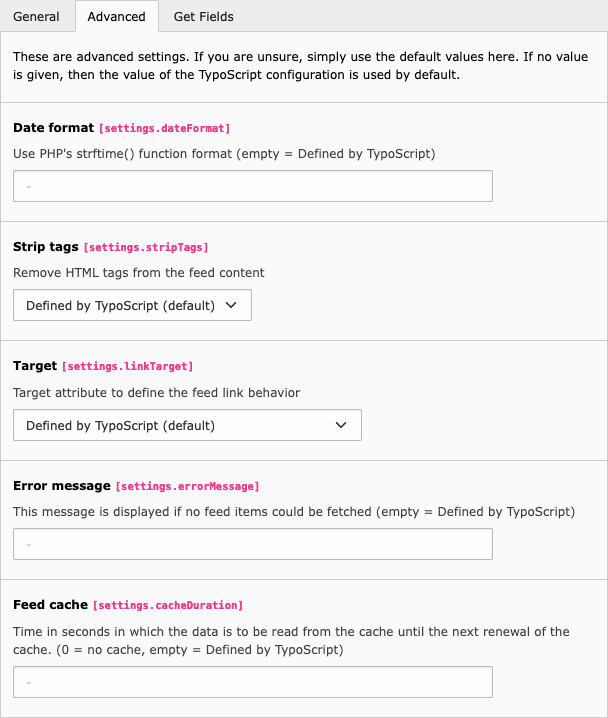 General Advanced Get Fields
These are advanced settings. If you are unsure, simply use the default values here. If no value
is given, then the value of the TypoScript configuration is used by default.
Date format [settings.dateFormat]
Use PHP's strftime() function format (empty = Defined by TypoScript)
-
Strip tags [settings.stripTags]
Remove HTML tags from the feed content
Defined by TypoScript (default)
Target [settings.linkTarget]
Target attribute to define the feed link behavior
Defined by TypoScript (default)
Error message [settings.errorMessage]
This message is displayed if no feed items could be fetched (empty = Defined by TypoScript)
-
Feed cache [settings.cacheDuration]
Time in seconds in which the data is to be read from the cache until the next renewal of the
cache. (0 = no cache, empty = Defined by TypoScript)
-